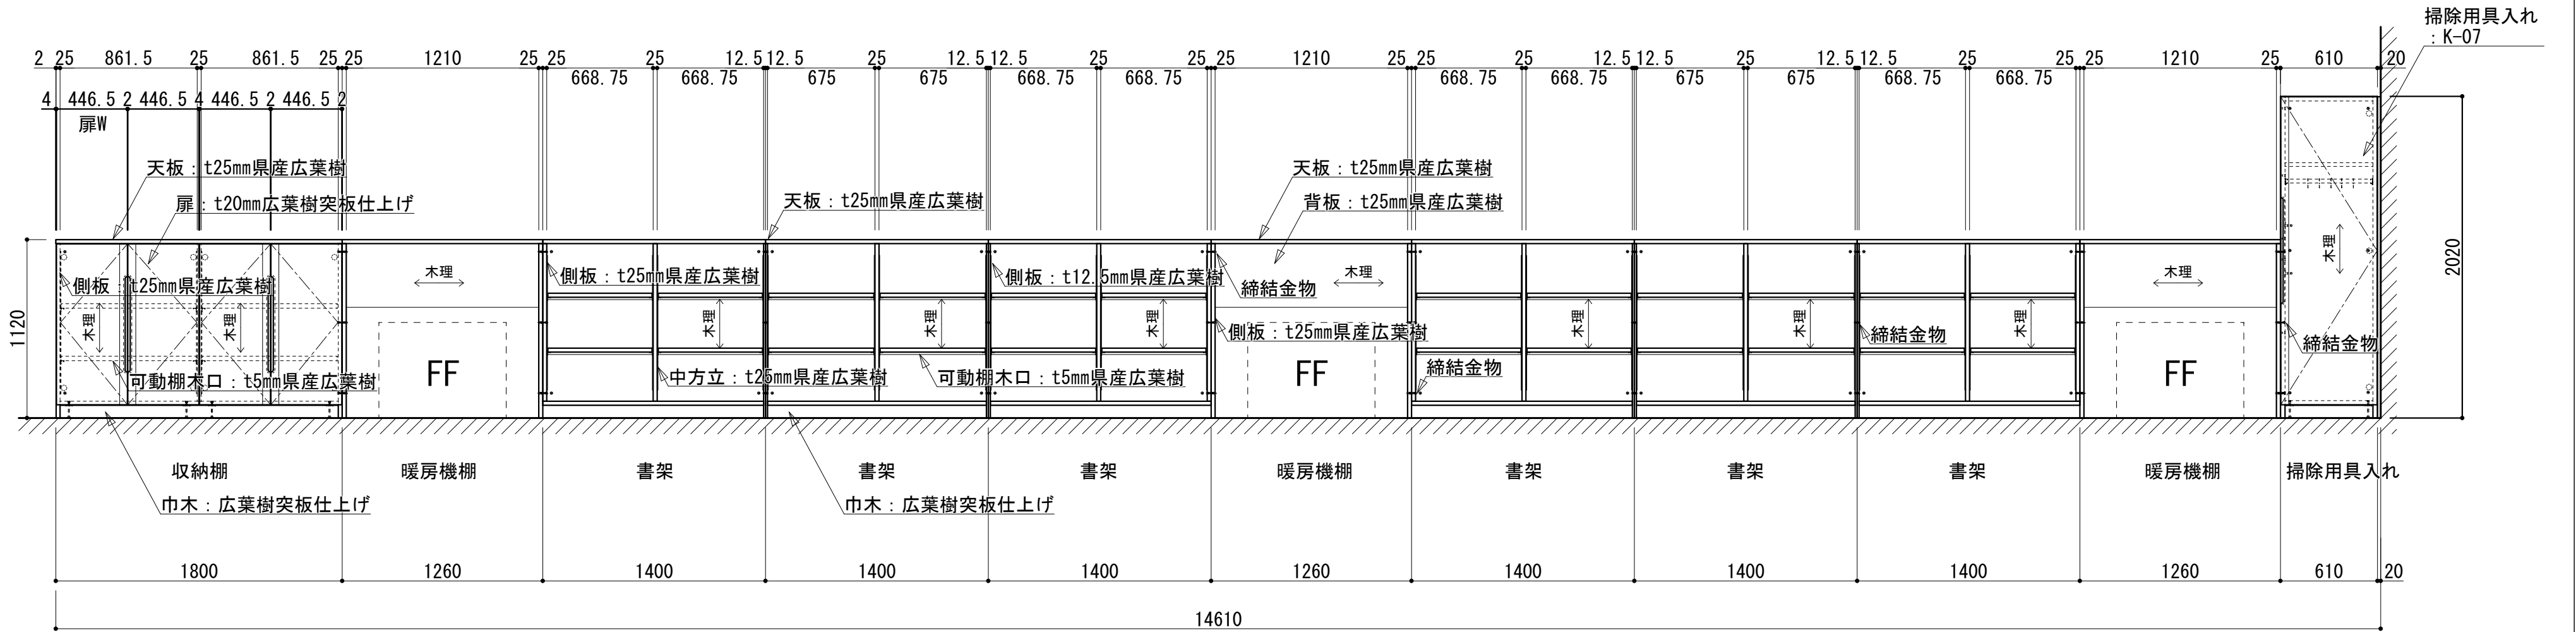 掃除用具入れ
：K-07
2 25 861.5 25 861.5 25 25 1210 25 25 25 12.5 12.5 25 12.5 12.5 25 25 25 1210 25 25 25 12.5 12.5 25 12.5 12.5 25 25 25 1210 25 610 20
668.75 668.75 675 675 668.75 668.75 668.75 668.75 675 675 668.75 668.75
4 446.5 2 446.5 4 446.5 2 446.5 2
扉W
天板：t25mm県産広葉樹
天板：t25mm県産広葉樹
扉：t20mm広葉樹突板仕上げ
天板：t25mm県産広葉樹
背板：t25mm県産広葉樹
木理
木理
木理
木理
2020
側板：t25mm県産広葉樹
側板：t25mm県産広葉樹
側板：t12.5mm県産広葉樹
締結金物
1120
木理
木理
木理
木理
木理
側板：t25mm県産広葉樹
木理
木理
締結金物
木理
締結金物
可動棚木口：t5mm県産広葉樹
FF
中方立：t25mm県産広葉樹
可動棚木口：t5mm県産広葉樹
FF
締結金物
FF
収納棚 暖房機棚 書架 書架 書架 暖房機棚 書架 書架 書架 暖房機棚 掃除用具入れ
巾木：広葉樹突板仕上げ
巾木：広葉樹突板仕上げ
1800 1260 1400 1400 1400 1260 1400 1400 1400 1260 610 20
14610